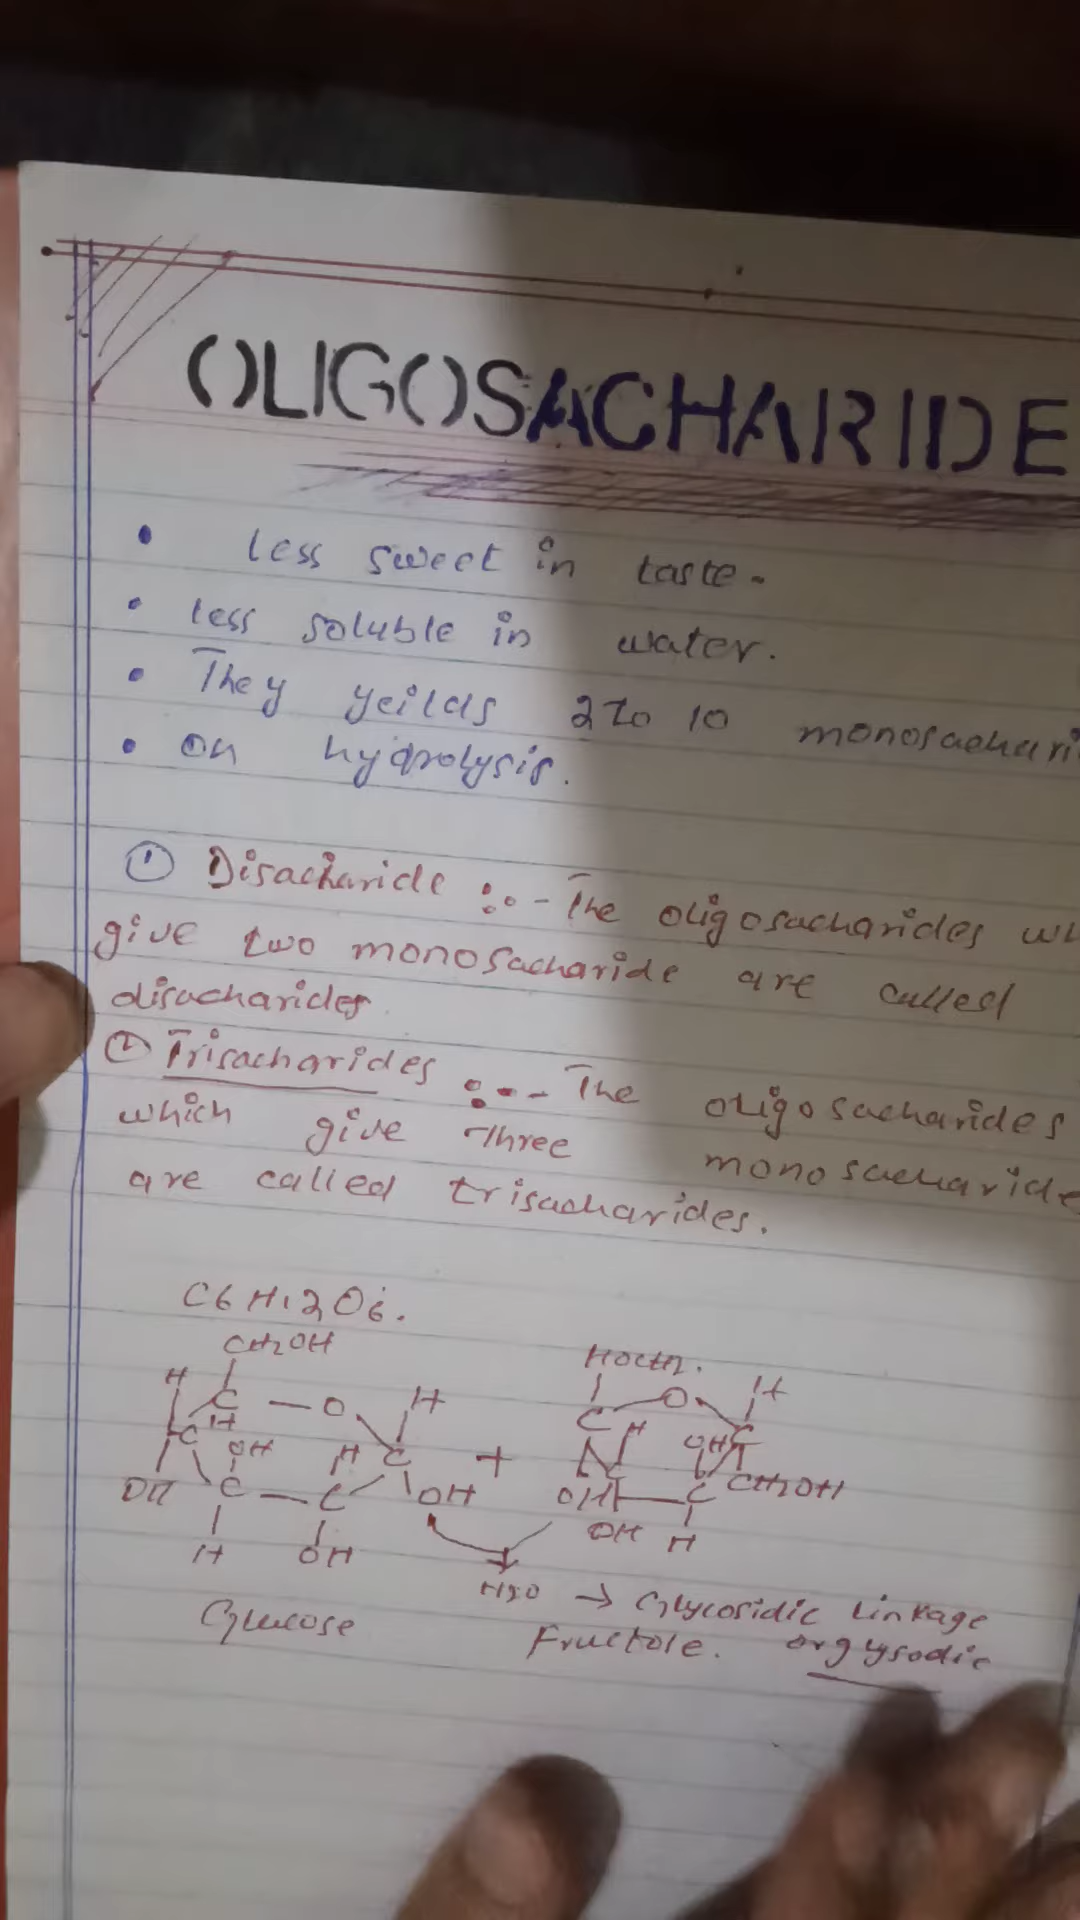 OLIGOSACHARIDE
• less sweet in taste.
• less soluble in water.
• They yeilds 2 to 10 monosachari
• on hydrolysis.
① Disacharide :- The oligosacharides wh
give two monosacharide are called
disacharides
② Trisacharides :- The oligosacharides
which give three monosacharide
are called trisacharides.
C6H12O6.
CH2OH HOCH2.
H C — O H C O H
C H OH H C + H OH C
OH C — C OH OH C CH2OH
H OH OH H
H2O → Glycosidic Linkage
Glucose Fructose. or glysodic